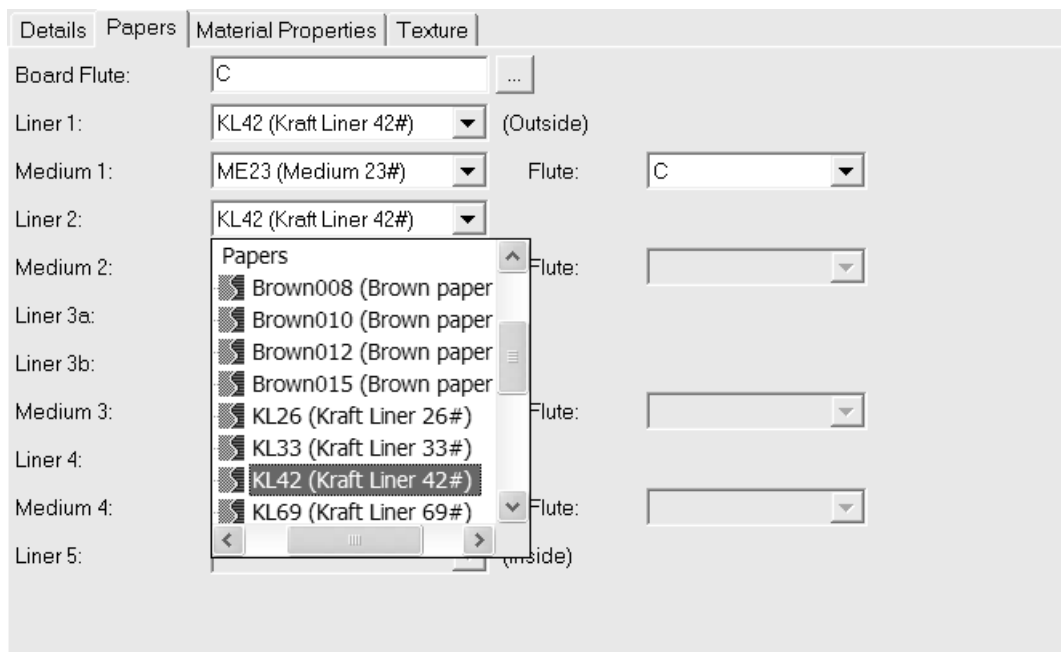 Details Papers Material Properties Texture
Board Flute: C ...
Liner 1: KL42 (Kraft Liner 42#) (Outside)
Medium 1: ME23 (Medium 23#) Flute: C
Liner 2: KL42 (Kraft Liner 42#)
Papers
Medium 2: Flute:
Brown008 (Brown paper
Liner 3a: Brown010 (Brown paper
Brown012 (Brown paper
Liner 3b:
Brown015 (Brown paper
Medium 3: KL26 (Kraft Liner 26#) Flute:
KL33 (Kraft Liner 33#)
Liner 4:
KL42 (Kraft Liner 42#)
Medium 4: KL69 (Kraft Liner 69#) Flute:
Liner 5: (Inside)